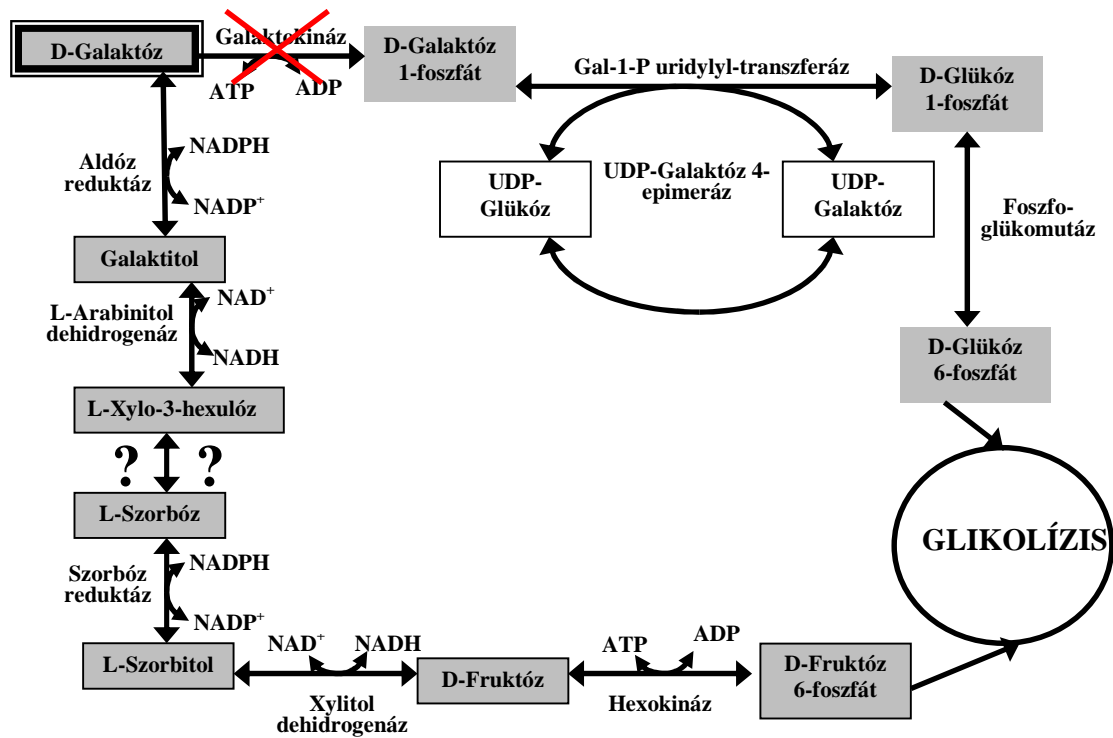 D-Galaktóz
Galaktokináz
ATP
ADP
D-Galaktóz
1-foszfát
Gal-1-P uridylyl-transzferáz
D-Glükóz
1-foszfát
UDP-
Glükóz
UDP-Galaktóz 4-
epimeráz
UDP-
Galaktóz
Foszfo-
glükomutáz
D-Glükóz
6-foszfát
GLIKOLÍZIS
Aldóz
reduktáz
NADPH
NADP⁺
Galaktitol
L-Arabinitol
dehidrogenáz
NAD⁺
NADH
L-Xylo-3-hexulóz
? ?
L-Szorbóz
Szorbóz
reduktáz
NADPH
NADP⁺
L-Szorbitol
NAD⁺
NADH
Xylitol
dehidrogenáz
D-Fruktóz
ATP
ADP
Hexokináz
D-Fruktóz
6-foszfát